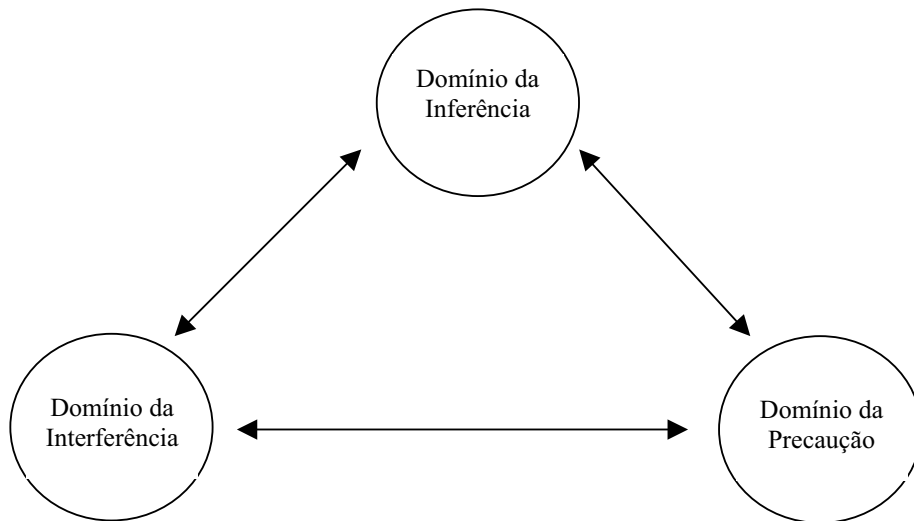 Domínio da
Inferência
Domínio da
Interferência
Domínio da
Precaução